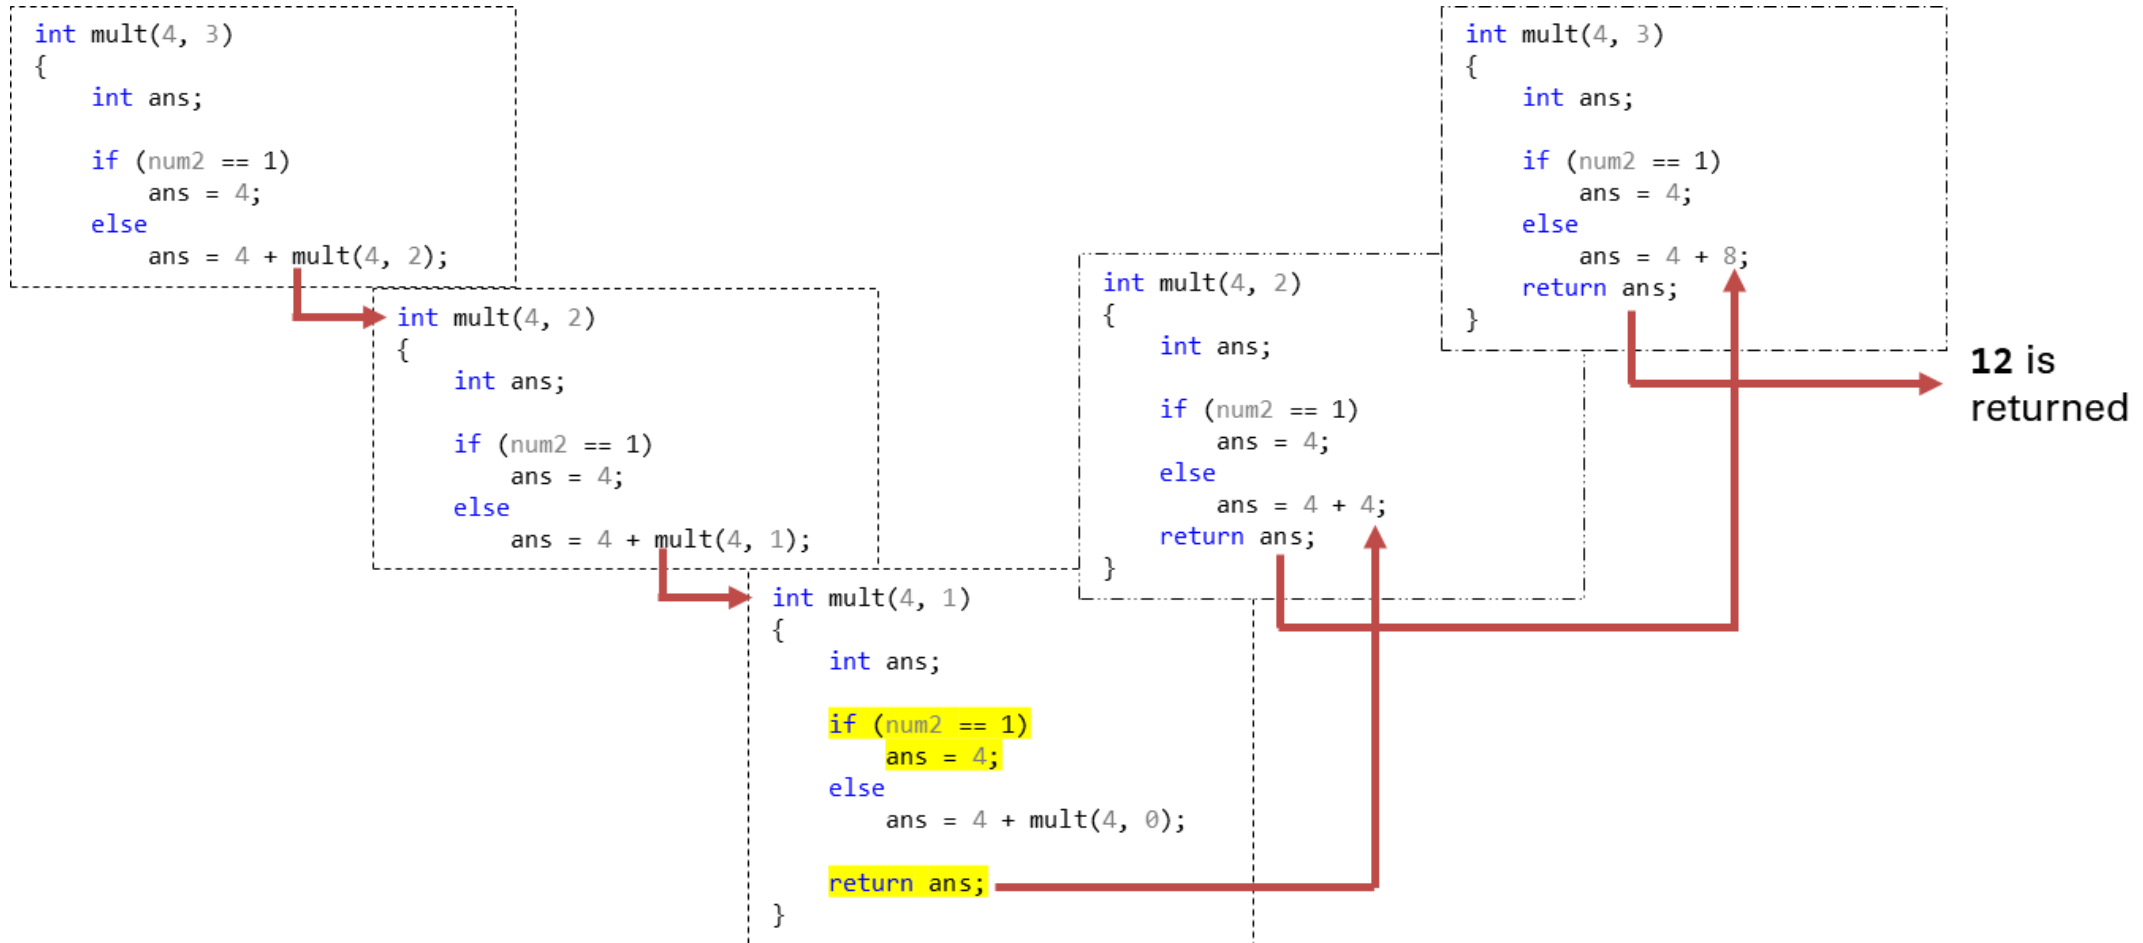 int mult(4, 3)
{
    int ans;
    if (num2 == 1)
        ans = 4;
    else
        ans = 4 + mult(4, 2);
int mult(4, 2)
{
    int ans;
    if (num2 == 1)
        ans = 4;
    else
        ans = 4 + mult(4, 1);
int mult(4, 1)
{
    int ans;
    if (num2 == 1)
        ans = 4;
    else
        ans = 4 + mult(4, 0);
    return ans;
}
int mult(4, 2)
{
    int ans;
    if (num2 == 1)
        ans = 4;
    else
        ans = 4 + 4;
    return ans;
}
int mult(4, 3)
{
    int ans;
    if (num2 == 1)
        ans = 4;
    else
        ans = 4 + 8;
    return ans;
}
12 is
returned